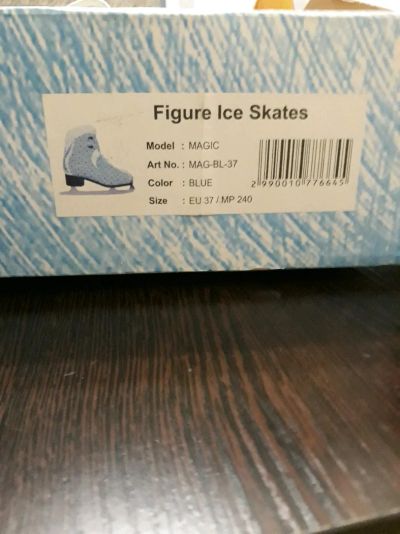 Figure Ice Skates
Model : MAGIC
Art No. : MAG-BL-37
Color : BLUE
Size : EU 37 / MP 240
2 990010 776645